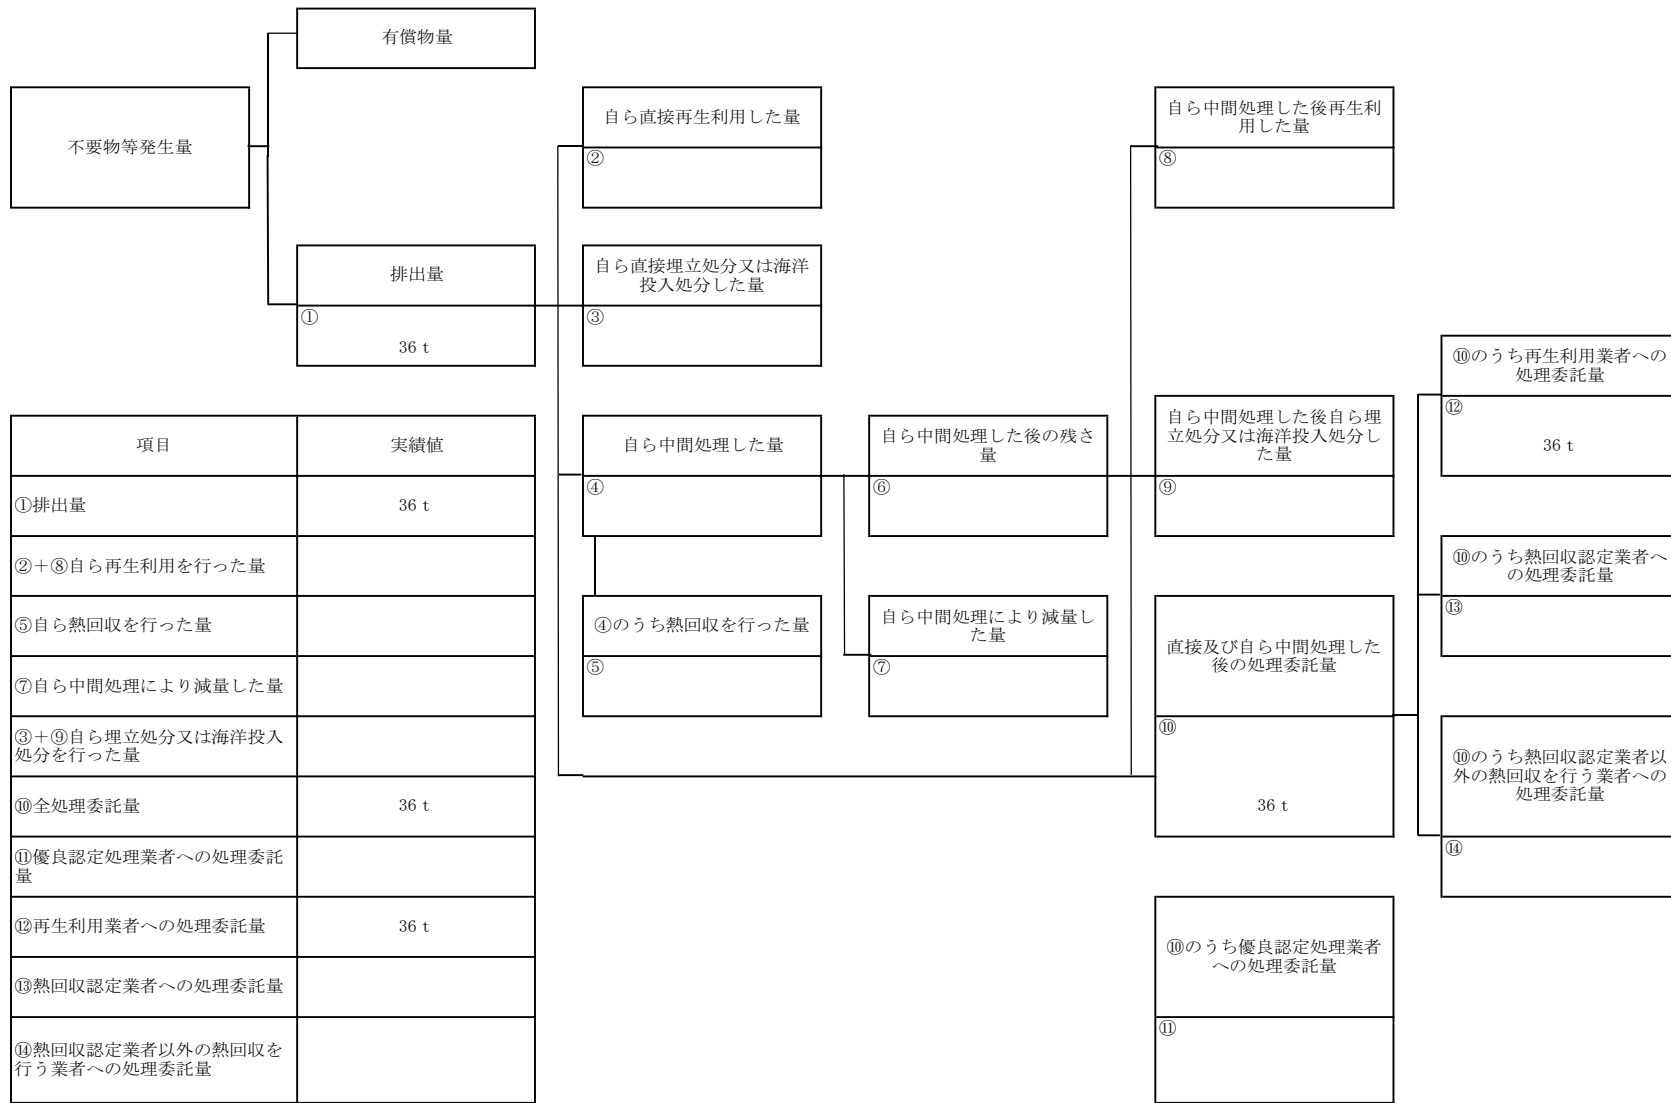 有償物量
不要物等発生量
自ら直接再生利用した量
②
自ら中間処理した後再生利
用した量
⑧
排出量
①
36 t
自ら直接埋立処分又は海洋
投入処分した量
③
項目 実績値
①排出量 36 t
②＋⑧自ら再生利用を行った量
⑤自ら熱回収を行った量
⑦自ら中間処理により減量した量
③＋⑨自ら埋立処分又は海洋投入
処分を行った量
⑩全処理委託量 36 t
⑪優良認定処理業者への処理委託
量
⑫再生利用業者への処理委託量 36 t
⑬熱回収認定業者への処理委託量
⑭熱回収認定業者以外の熱回収を
行う業者への処理委託量
自ら中間処理した量
④
④のうち熱回収を行った量
⑤
自ら中間処理した後の残さ
量
⑥
自ら中間処理により減量し
た量
⑦
自ら中間処理した後自ら埋
立処分又は海洋投入処分し
た量
⑨
直接及び自ら中間処理した
後の処理委託量
⑩
36 t
⑩のうち優良認定処理業者
への処理委託量
⑪
⑩のうち再生利用業者への
処理委託量
⑫
36 t
⑩のうち熱回収認定業者へ
の処理委託量
⑬
⑩のうち熱回収認定業者以
外の熱回収を行う業者への
処理委託量
⑭